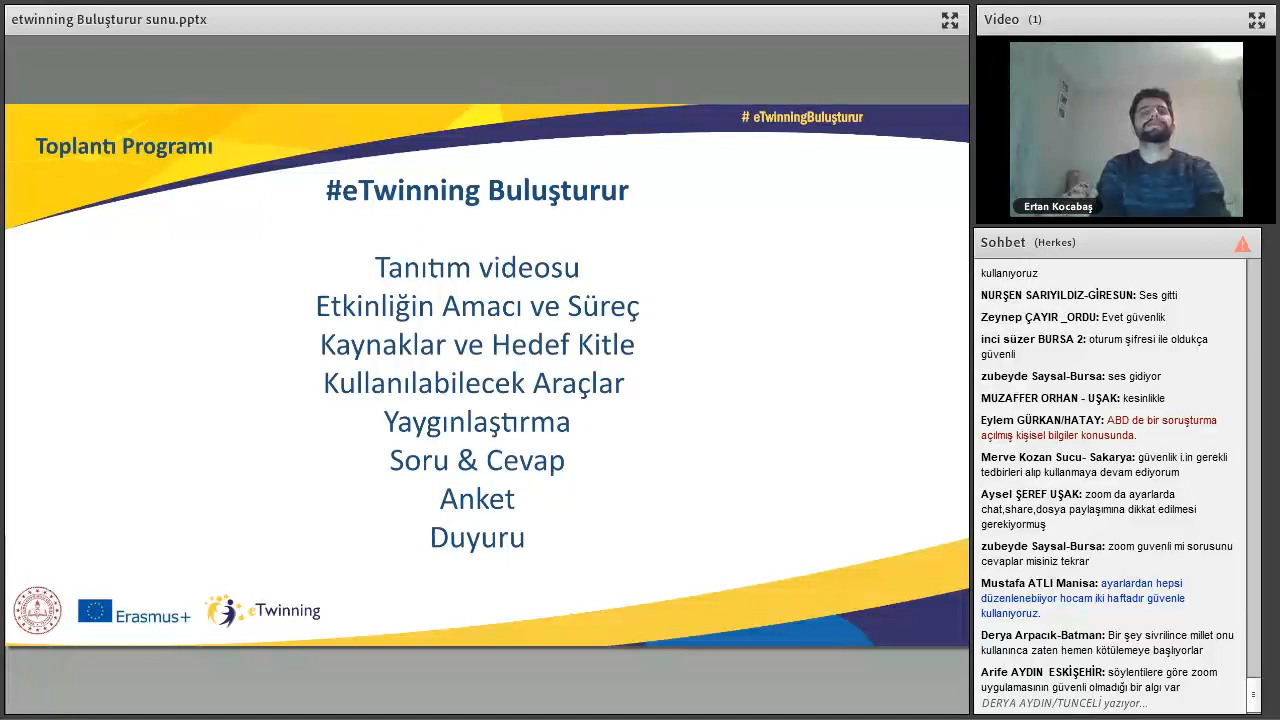 etwinning Buluşturur sunu.pptx
# eTwinningBuluşturur
Toplantı Programı
#eTwinning Buluşturur
Tanıtım videosu
Etkinliğin Amacı ve Süreç
Kaynaklar ve Hedef Kitle
Kullanılabilecek Araçlar
Yaygınlaştırma
Soru & Cevap
Anket
Duyuru
Erasmus+
eTwinning
Video (1)
Ertan Kocabaş
Sohbet (Herkes)
kullanıyoruz
NURŞEN SARIYILDIZ-GİRESUN: Ses gitti
Zeynep ÇAYIR _ORDU: Evet güvenlik
inci süzer BURSA 2: oturum şifresi ile oldukça
güvenli
zubeyde Saysal-Bursa: ses gidiyor
MUZAFFER ORHAN - UŞAK: kesinlikle
Eylem GÜRKAN/HATAY: ABD de bir soruşturma
açılmış kişisel bilgiler konusunda.
Merve Kozan Sucu- Sakarya: güvenlik i.in gerekli
tedbirleri alıp kullanmaya devam ediyorum
Aysel ŞEREF UŞAK: zoom da ayarlarda
chat,share,dosya paylaşımına dikkat edilmesi
gerekiyormuş
zubeyde Saysal-Bursa: zoom guvenli mi sorusunu
cevaplar misiniz tekrar
Mustafa ATLI Manisa: ayarlardan hepsi
düzenlenebliyor hocam iki haftadır güvenle
kullanıyoruz.
Derya Arpacık-Batman: Bir şey sivrilince millet onu
kullanınca zaten hemen kötülemeye başlıyorlar
Arife AYDIN ESKİŞEHİR: söylentilere göre zoom
uygulamasının güvenli olmadığı bir algı var
DERYA AYDIN/TUNCELİ yazıyor...